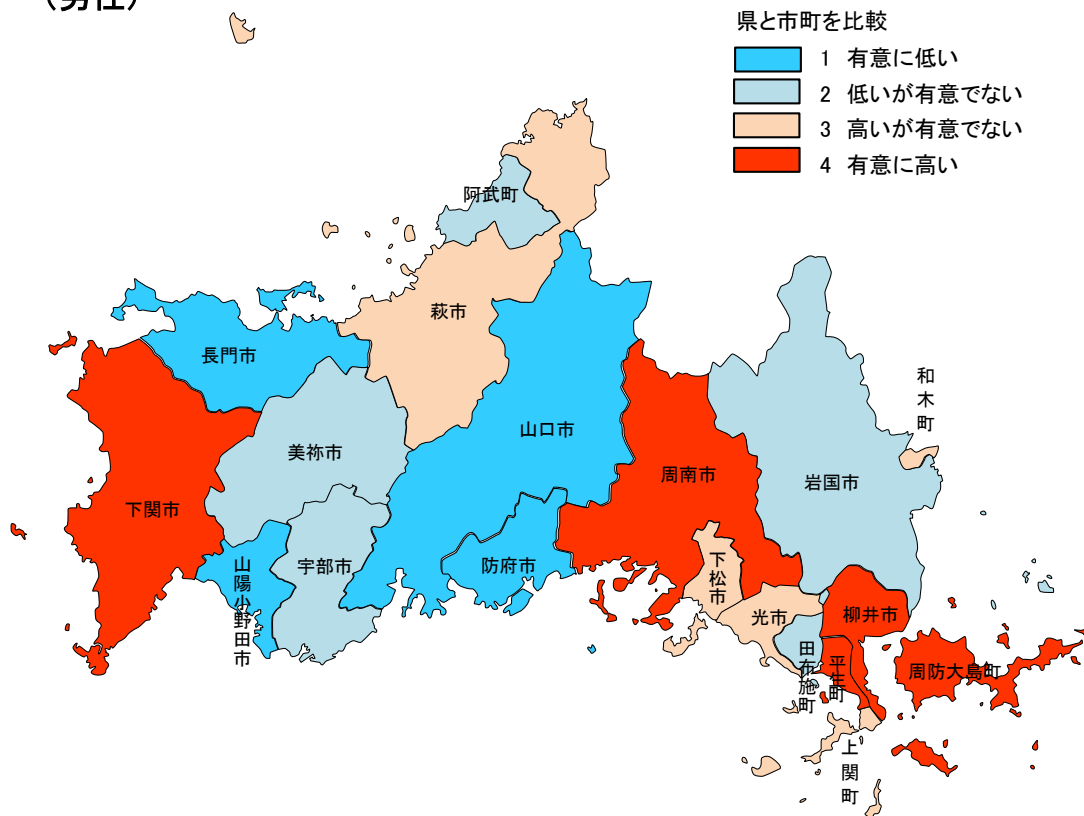 （男性）
県と市町を比較
1 有意に低い
2 低いが有意でない
3 高いが有意でない
4 有意に高い
阿武町
萩市
長門市
和木町
山口市
美祢市
周南市
岩国市
下関市
宇部市
防府市
下松市
山陽小野田市
光市
柳井市
田布施町
平生町
周防大島町
上関町